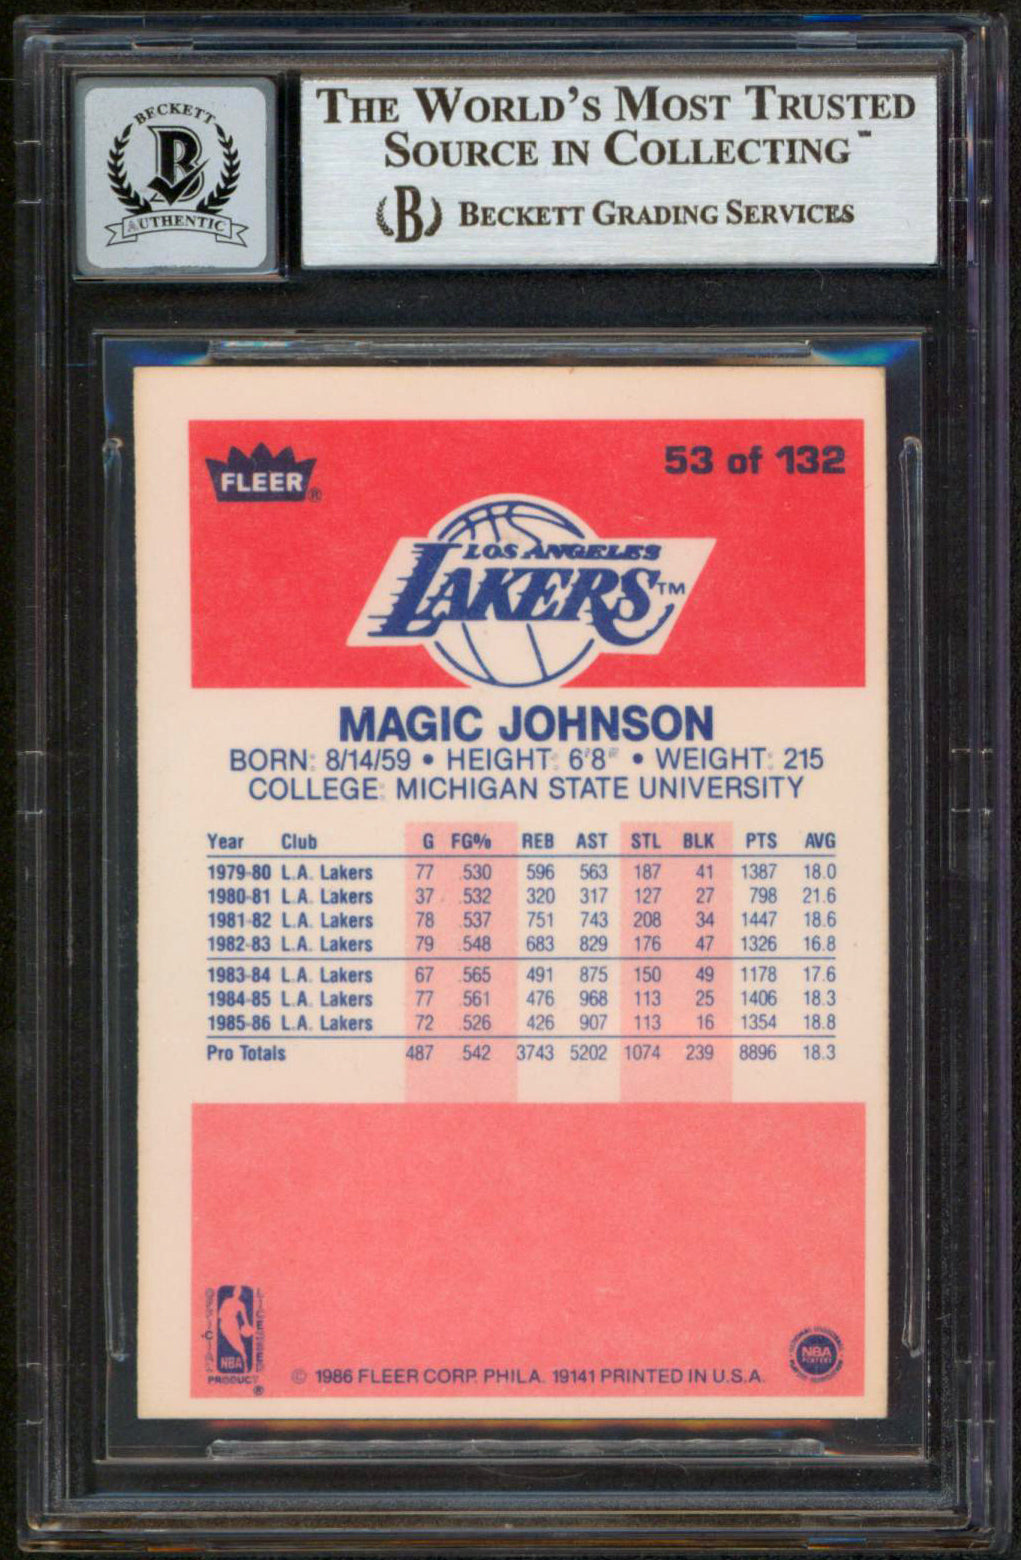 BECKETT
B
AUTHENTIC
THE WORLD'S MOST TRUSTED
SOURCE IN COLLECTING™
B BECKETT GRADING SERVICES
FLEER®
53 of 132
LOS ANGELES
LAKERS™
MAGIC JOHNSON
BORN: 8/14/59 • HEIGHT: 6'8" • WEIGHT: 215
COLLEGE: MICHIGAN STATE UNIVERSITY
Year Club G FG% REB AST STL BLK PTS AVG
1979-80 L.A. Lakers 77 .530 596 563 187 41 1387 18.0
1980-81 L.A. Lakers 37 .532 320 317 127 27 798 21.6
1981-82 L.A. Lakers 78 .537 751 743 208 34 1447 18.6
1982-83 L.A. Lakers 79 .548 683 829 176 47 1326 16.8
1983-84 L.A. Lakers 67 .565 491 875 150 49 1178 17.6
1984-85 L.A. Lakers 77 .561 476 968 113 25 1406 18.3
1985-86 L.A. Lakers 72 .526 426 907 113 16 1354 18.8
Pro Totals 487 .542 3743 5202 1074 239 8896 18.3
OFFICIAL LICENSED
NBA
PRODUCT®
© 1986 FLEER CORP. PHILA. 19141 PRINTED IN U.S.A.
NBA
PLAYERS